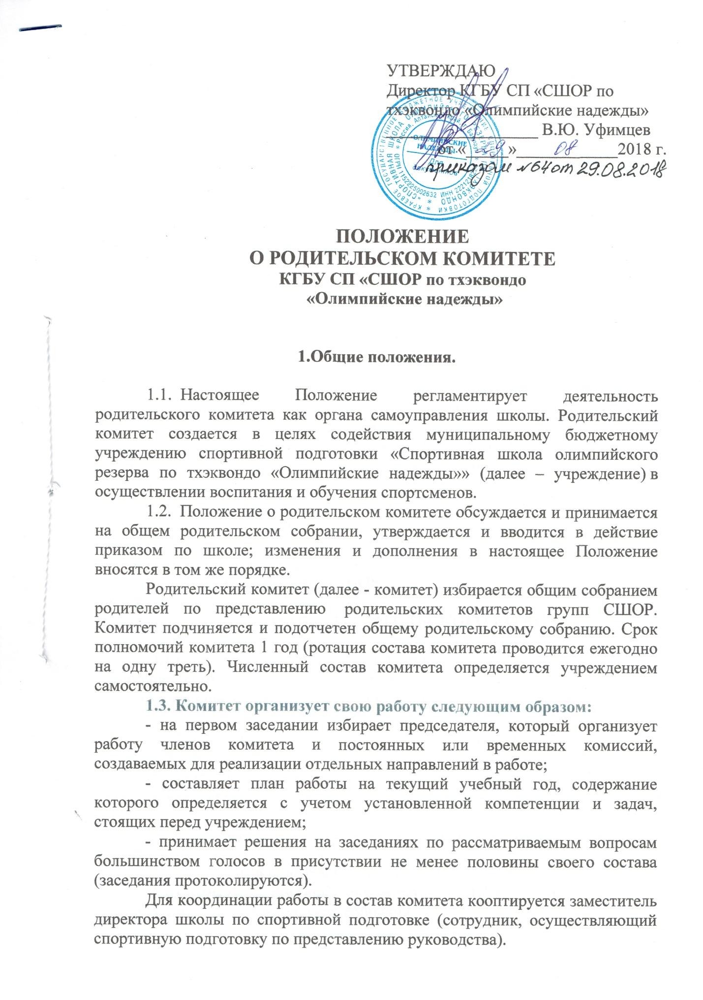 УТВЕРЖДАЮ
Директор КГБУ СП «СШОР по
тхэквондо «Олимпийские надежды»
__________________ В.Ю. Уфимцев
от «29» 08 2018 г.
приказом №64 от 29.08.2018
КРАЕВОЕ ГОСУДАРСТВЕННОЕ БЮДЖЕТНОЕ УЧРЕЖДЕНИЕ СПОРТИВНОЙ ПОДГОТОВКИ
«СПОРТИВНАЯ ШКОЛА ОЛИМПИЙСКОГО РЕЗЕРВА ПО ТХЭКВОНДО
Россия, Алтайский край, г. Барнаул
ОГРН 1152225002632 ИНН
ОЛИМПИЙСКИЕ
НАДЕЖДЫ»
Для
документов
ПОЛОЖЕНИЕ
О РОДИТЕЛЬСКОМ КОМИТЕТЕ
КГБУ СП «СШОР по тхэквондо
«Олимпийские надежды»
1.Общие положения.
1.1. Настоящее Положение регламентирует деятельность
родительского комитета как органа самоуправления школы. Родительский
комитет создается в целях содействия муниципальному бюджетному
учреждению спортивной подготовки «Спортивная школа олимпийского
резерва по тхэквондо «Олимпийские надежды»» (далее – учреждение) в
осуществлении воспитания и обучения спортсменов.
1.2. Положение о родительском комитете обсуждается и принимается
на общем родительском собрании, утверждается и вводится в действие
приказом по школе; изменения и дополнения в настоящее Положение
вносятся в том же порядке.
Родительский комитет (далее - комитет) избирается общим собранием
родителей по представлению родительских комитетов групп СШОР.
Комитет подчиняется и подотчетен общему родительскому собранию. Срок
полномочий комитета 1 год (ротация состава комитета проводится ежегодно
на одну треть). Численный состав комитета определяется учреждением
самостоятельно.
1.3. Комитет организует свою работу следующим образом:
- на первом заседании избирает председателя, который организует
работу членов комитета и постоянных или временных комиссий,
создаваемых для реализации отдельных направлений в работе;
- составляет план работы на текущий учебный год, содержание
которого определяется с учетом установленной компетенции и задач,
стоящих перед учреждением;
- принимает решения на заседаниях по рассматриваемым вопросам
большинством голосов в присутствии не менее половины своего состава
(заседания протоколируются).
Для координации работы в состав комитета кооптируется заместитель
директора школы по спортивной подготовке (сотрудник, осуществляющий
спортивную подготовку по представлению руководства).